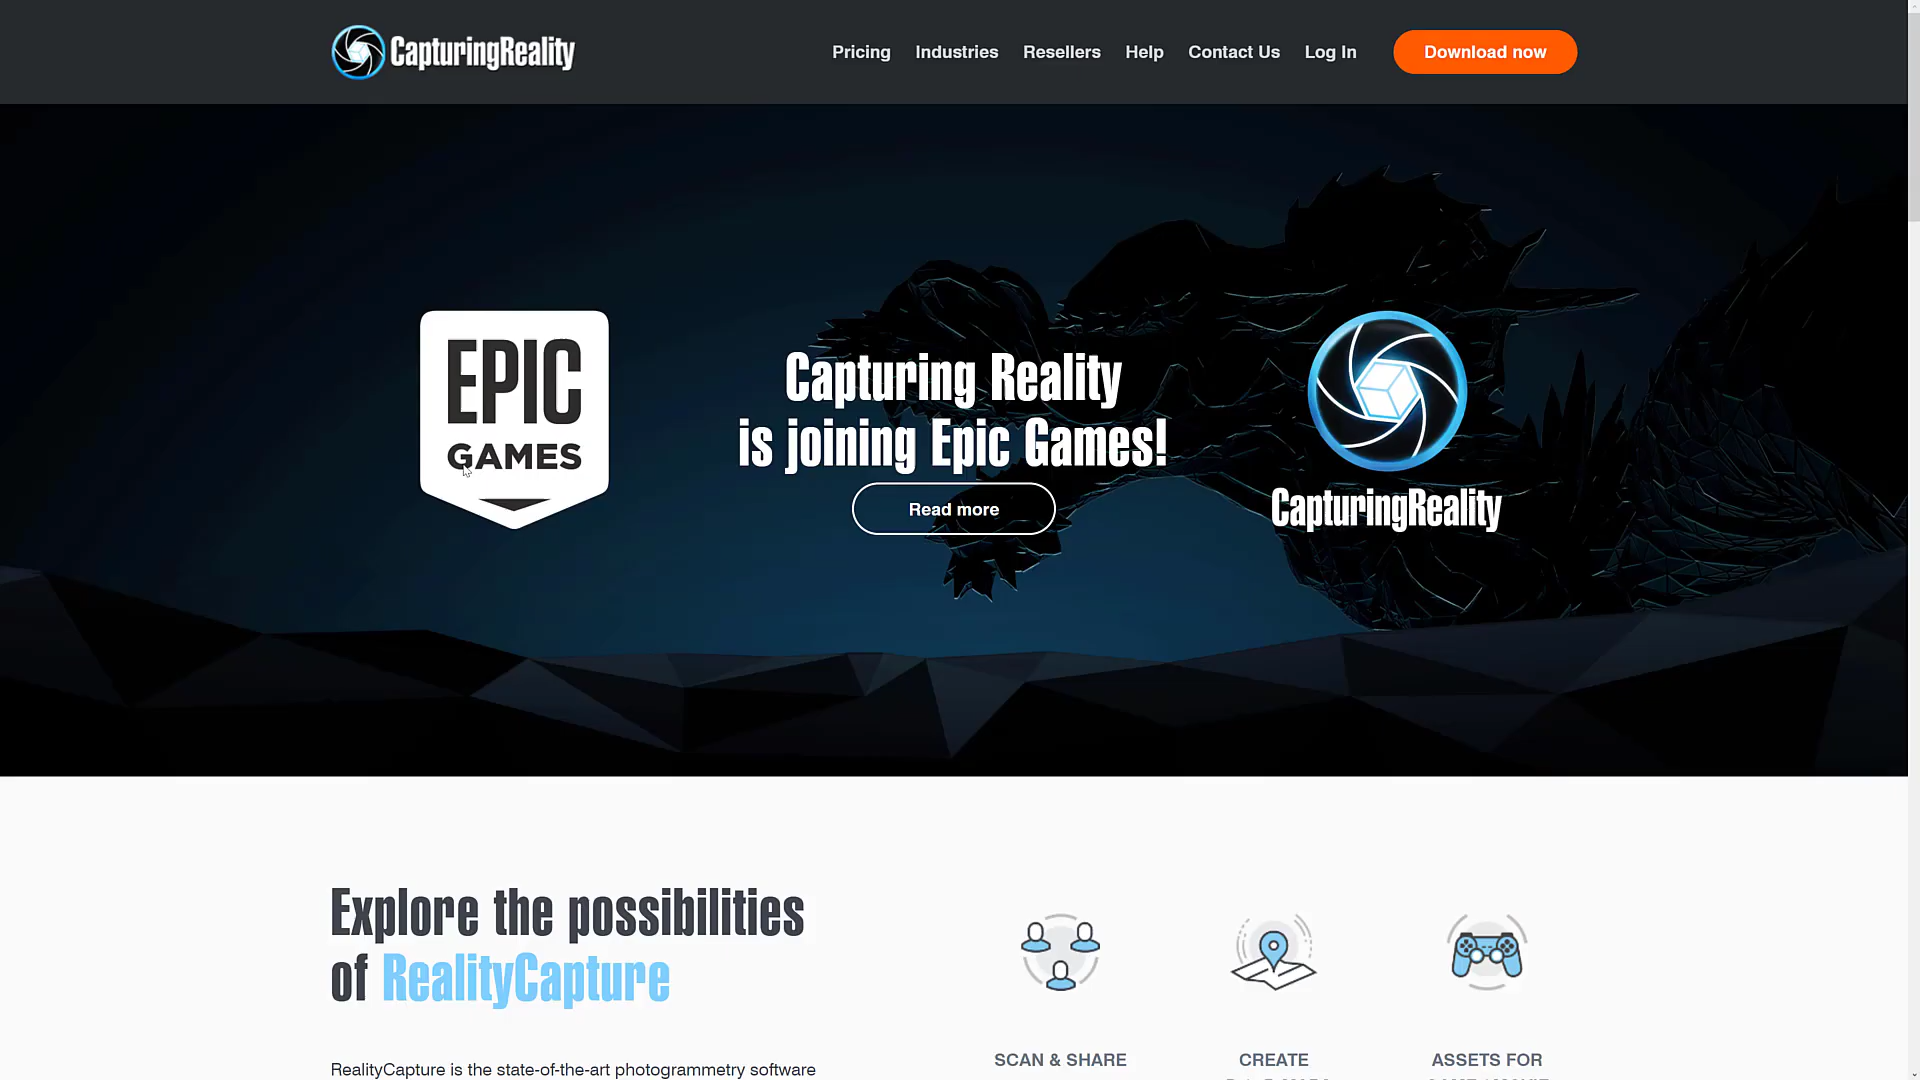 CapturingReality
Pricing Industries Resellers Help Contact Us Log In Download now
EPIC
GAMES
Capturing Reality
is joining Epic Games!
Read more
CapturingReality
Explore the possibilities
of RealityCapture
RealityCapture is the state-of-the-art photogrammetry software
SCAN & SHARE
CREATE
ASSETS FOR